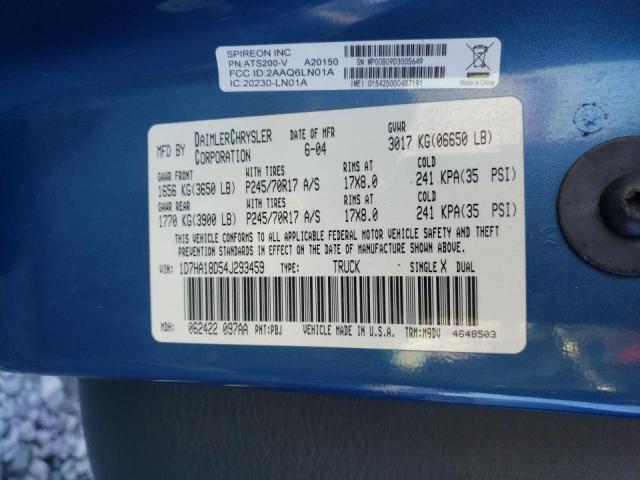 SPIREON INC
PN:ATS200-V A20150
FCC ID:2AAQ6LN01A
IC:20230-LN01A
SN MP00B09D3005649
IMEI 015425000487191
MFD BY DAIMLERCHRYSLER CORPORATION
DATE OF MFR 6-04
GVWR 3017 KG(06650 LB)
GAWR FRONT WITH TIRES RIMS AT COLD
1656 KG(3650 LB) P245/70R17 A/S 17X8.0 241 KPA(35 PSI)
GAWR REAR WITH TIRES RIMS AT COLD
1770 KG(3900 LB) P245/70R17 A/S 17X8.0 241 KPA(35 PSI)
THIS VEHICLE CONFORMS TO ALL APPLICABLE FEDERAL MOTOR VEHICLE SAFETY AND THEFT
PREVENTION STANDARDS IN EFFECT ON THE DATE OF MANUFACTURE SHOWN ABOVE.
VIN: 1D7HA18D54J293459 TYPE: TRUCK SINGLE X DUAL
MDH: 062422 097AA PNT:PBJ VEHICLE MADE IN U.S.A. TRM:M9DV 4648503